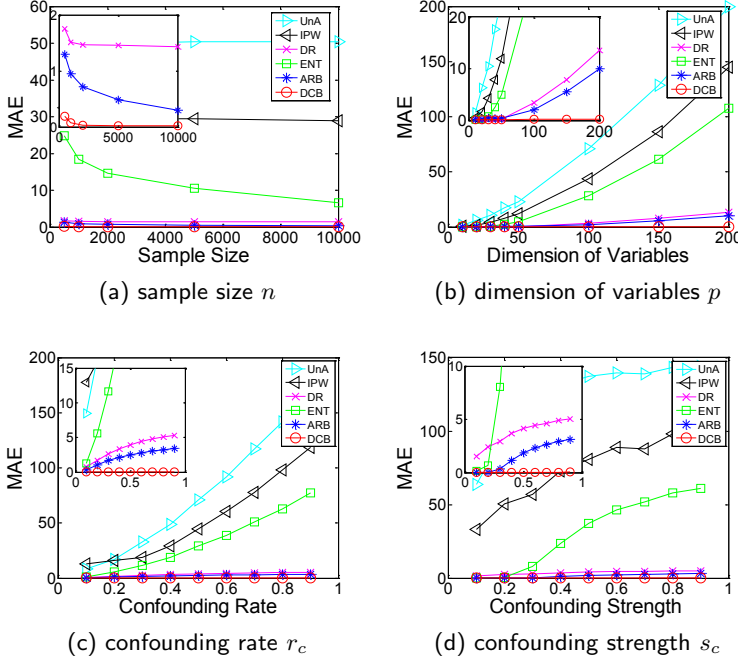 60
50
40
30
20
10
0
MAE
2
1
0
0 5000 10000
UnA
IPW
DR
ENT
ARB
DCB
0 2000 4000 6000 8000 10000
Sample Size
(a) sample size n
200
150
100
50
0
MAE
20
10
0
0 100 200
UnA
IPW
DR
ENT
ARB
DCB
0 50 100 150 200
Dimension of Variables
(b) dimension of variables p
200
150
100
50
0
MAE
15
10
5
0
0 0.5 1
UnA
IPW
DR
ENT
ARB
DCB
0 0.2 0.4 0.6 0.8 1
Confounding Rate
(c) confounding rate r_c
150
100
50
0
MAE
10
5
0
0 0.5 1
UnA
IPW
DR
ENT
ARB
DCB
0 0.2 0.4 0.6 0.8 1
Confounding Strength
(d) confounding strength s_c